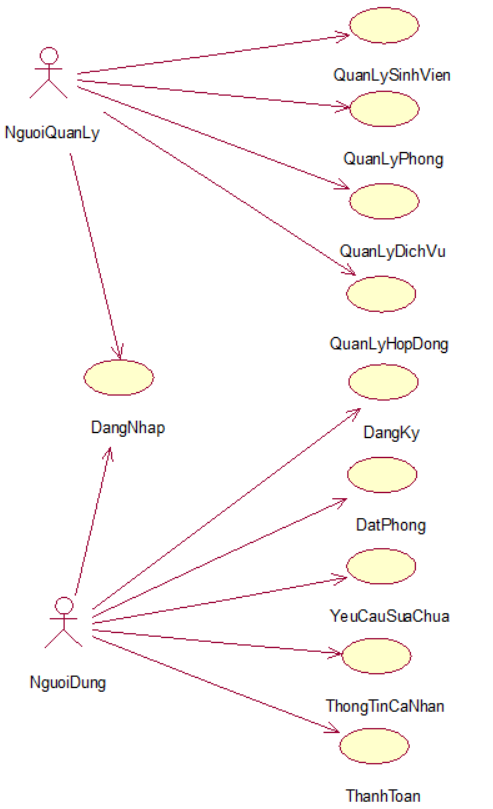 QuanLySinhVien
NguoiQuanLy
QuanLyPhong
QuanLyDichVu
QuanLyHopDong
DangNhap
DangKy
DatPhong
YeuCauSuaChua
NguoiDung
ThongTinCaNhan
ThanhToan